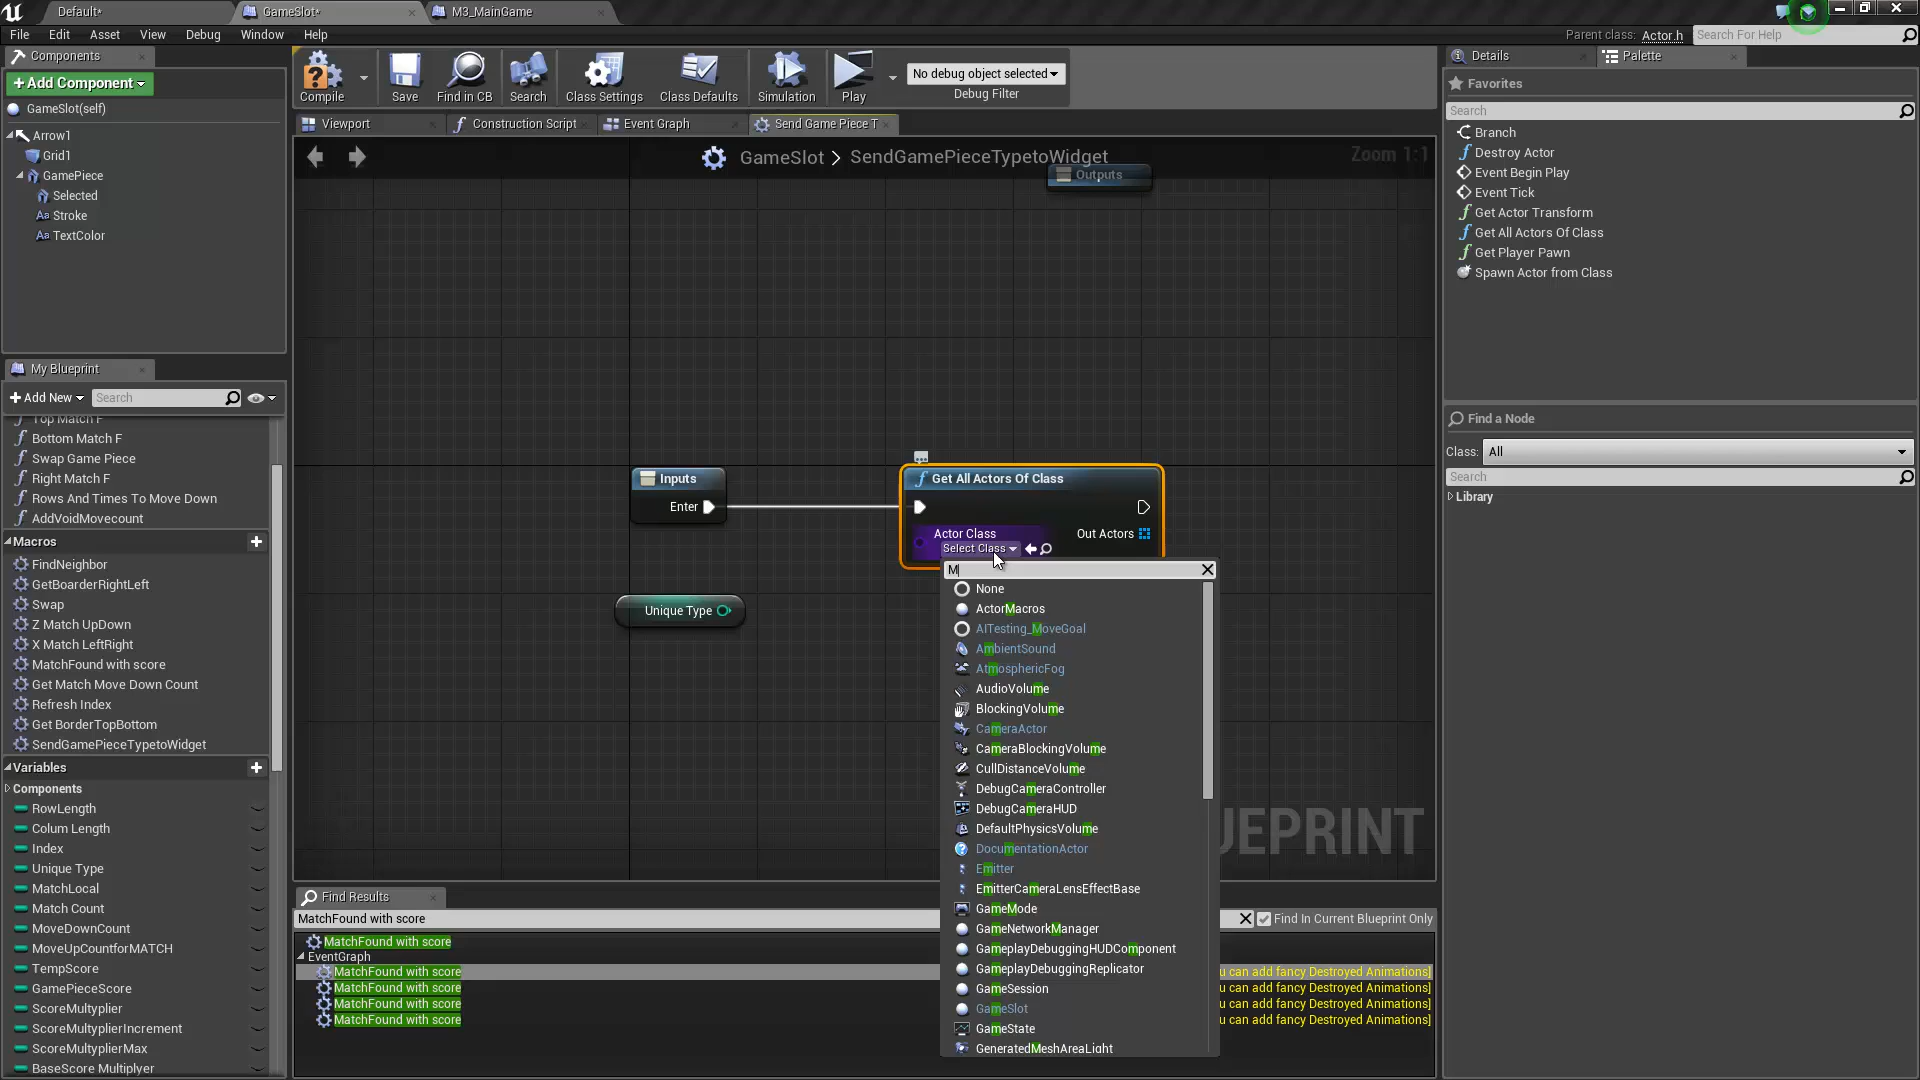 Default*
GameSlot*
M3_MainGame
File Edit Asset View Debug Window Help
Parent class: Actor.h
Search For Help
Components
+Add Component
GameSlot(self)
Arrow1
Grid1
GamePiece
Selected
Stroke
TextColor
Compile
Save
Find in CB
Search
Class Settings
Class Defaults
Simulation
Play
No debug object selected
Debug Filter
Viewport
Construction Script
Event Graph
Send Game Piece T
GameSlot > SendGamePieceTypetoWidget
Zoom 1:1
Outputs
Inputs
Enter
Get All Actors Of Class
Actor Class
Select Class
Out Actors
Unique Type
M
None
ActorMacros
AITesting_MoveGoal
AmbientSound
AtmosphericFog
AudioVolume
BlockingVolume
CameraActor
CameraBlockingVolume
CullDistanceVolume
DebugCameraController
DebugCameraHUD
DefaultPhysicsVolume
DocumentationActor
Emitter
EmitterCameraLensEffectBase
GameMode
GameNetworkManager
GameplayDebuggingHUDComponent
GameplayDebuggingReplicator
GameSession
GameSlot
GameState
GeneratedMeshAreaLight
UEPRINT
My Blueprint
+Add New
Search
Top Match F
Bottom Match F
Swap Game Piece
Right Match F
Rows And Times To Move Down
AddVoidMovecount
Macros
FindNeighbor
GetBoarderRightLeft
Swap
Z Match UpDown
X Match LeftRight
MatchFound with score
Get Match Move Down Count
Refresh Index
Get BorderTopBottom
SendGamePieceTypetoWidget
Variables
Components
RowLength
Colum Length
Index
Unique Type
MatchLocal
Match Count
MoveDownCount
MoveUpCountforMATCH
TempScore
GamePieceScore
ScoreMultyplier
ScoreMultyplierIncrement
ScoreMultyplierMax
BaseScore Multiplyer
Find Results
MatchFound with score
Find In Current Blueprint Only
MatchFound with score
EventGraph
MatchFound with score
u can add fancy Destroyed Animations]
MatchFound with score
u can add fancy Destroyed Animations]
MatchFound with score
u can add fancy Destroyed Animations]
MatchFound with score
u can add fancy Destroyed Animations]
Details
Palette
Favorites
Search
Branch
Destroy Actor
Event Begin Play
Event Tick
Get Actor Transform
Get All Actors Of Class
Get Player Pawn
Spawn Actor from Class
Find a Node
Class: All
Search
Library